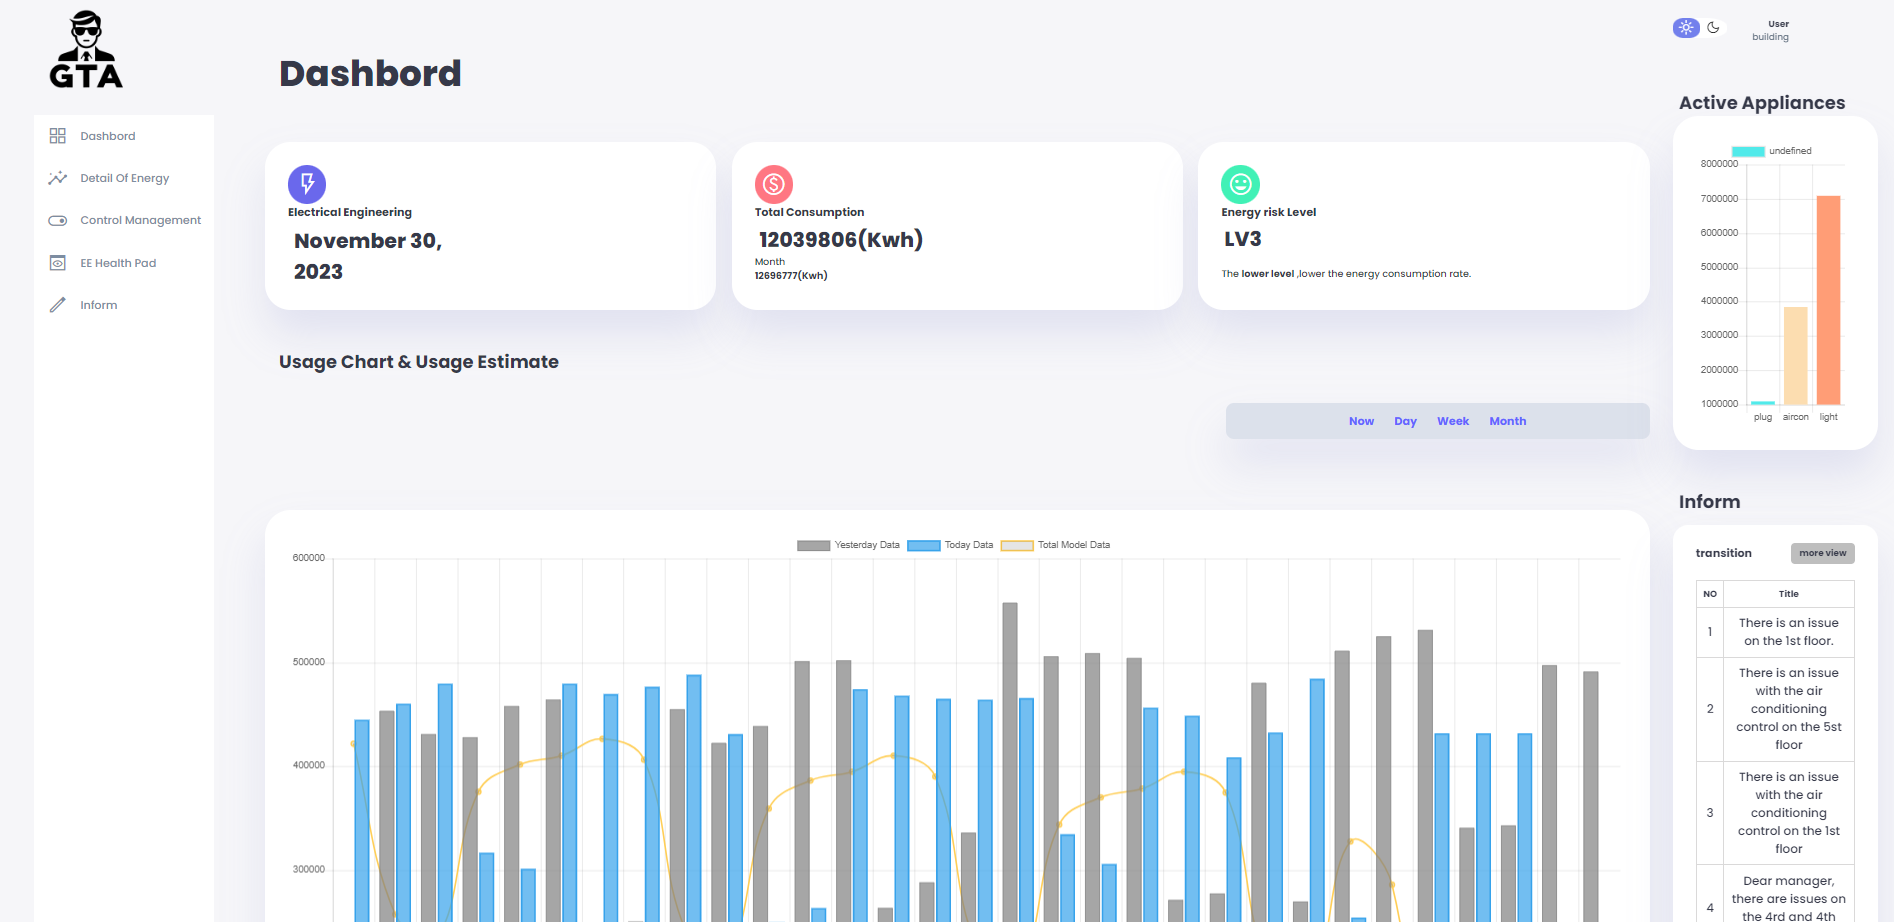 GTA
Dashbord
Detail Of Energy
Control Management
EE Health Pad
Inform
Dashbord
User
building
Electrical Engineering
November 30,
2023
Total Consumption
12039806(Kwh)
Month
12696777(Kwh)
Energy risk Level
LV3
The lower level ,lower the energy consumption rate.
Usage Chart & Usage Estimate
Now Day Week Month
Yesterday Data Today Data Total Model Data
600000
500000
400000
300000
Active Appliances
undefined
8000000
7000000
6000000
5000000
4000000
3000000
2000000
1000000
plug aircon light
Inform
transition more view
NO Title
1 There is an issue
on the 1st floor.
2 There is an issue
with the air
conditioning
control on the 5st
floor
3 There is an issue
with the air
conditioning
control on the 1st
floor
4 Dear manager,
there are issues on
the 4rd and 4th